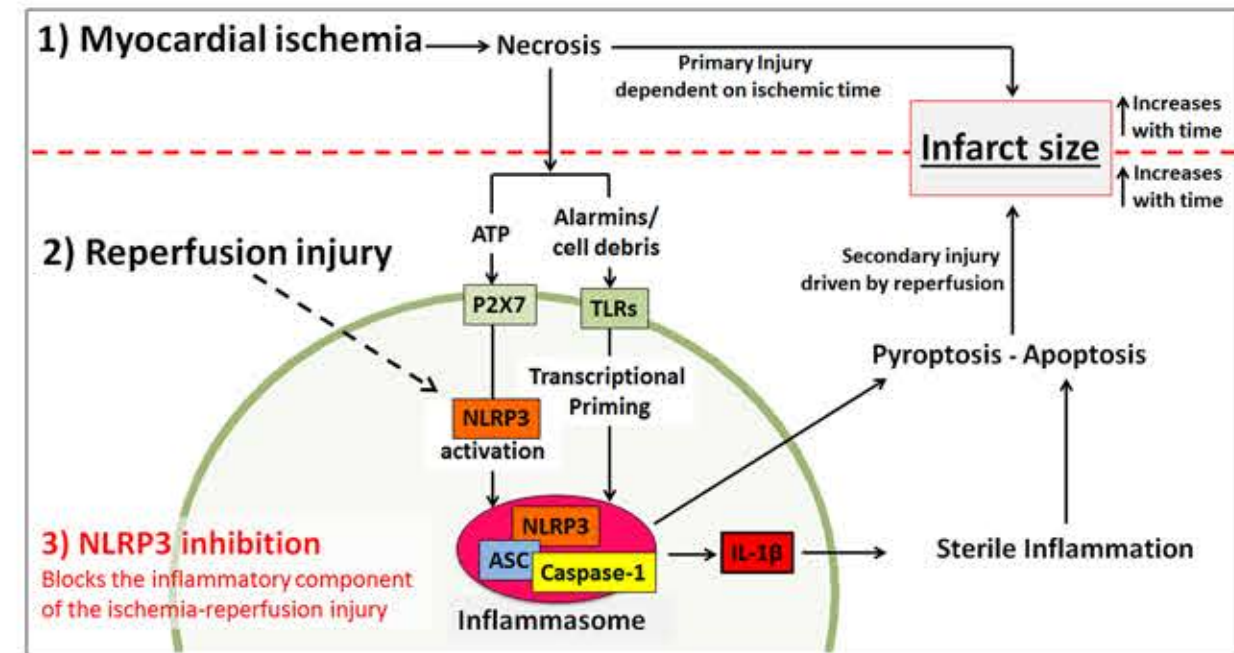 1) Myocardial ischemia
Necrosis
Primary Injury
dependent on ischemic time
Increases
with time
Infarct size
Increases
with time
ATP
Alarmins/
cell debris
2) Reperfusion injury
Secondary injury
driven by reperfusion
P2X7
TLRs
Pyroptosis - Apoptosis
Transcriptional
Priming
NLRP3
activation
NLRP3
ASC
Caspase-1
Inflammasome
IL-1β
Sterile Inflammation
3) NLRP3 inhibition
Blocks the inflammatory component
of the ischemia-reperfusion injury